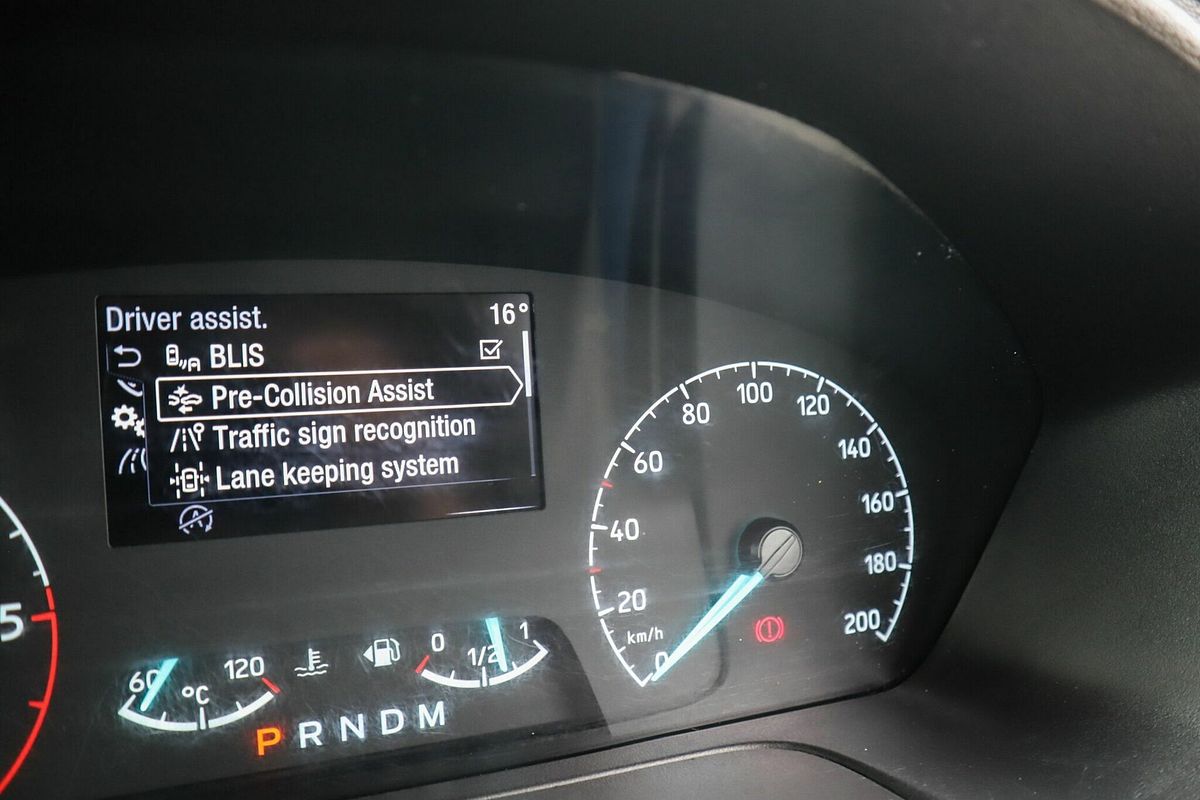 Driver assist. 16°
BLIS
Pre-Collision Assist
Traffic sign recognition
Lane keeping system
A
5
60 °C 120
0 1/2 1
P R N D M
0
20
40
60
80
100
120
140
160
180
200
km/h